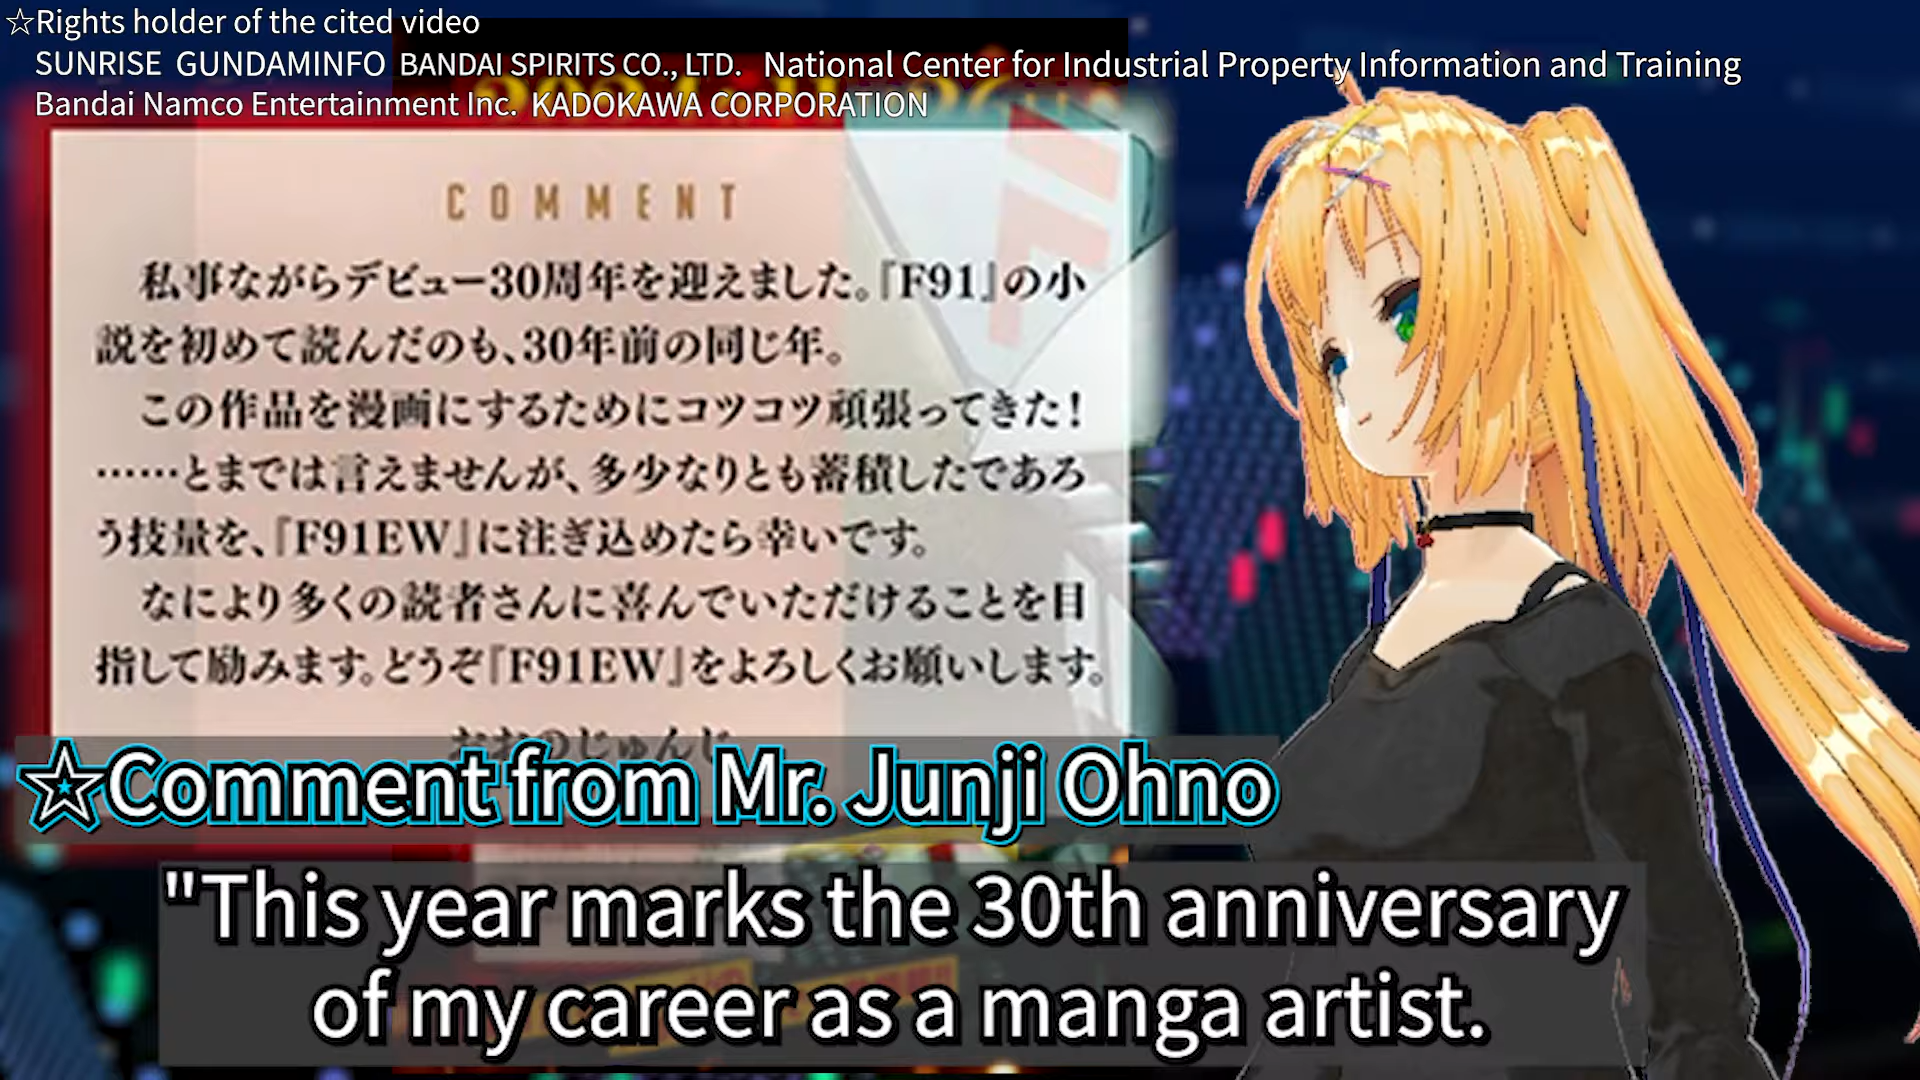 ☆Rights holder of the cited video
SUNRISE GUNDAMINFO BANDAI SPIRITS CO., LTD. National Center for Industrial Property Information and Training
Bandai Namco Entertainment Inc. KADOKAWA CORPORATION
COMMENT
私事ながらデビュー30周年を迎えました。『F91』の小
説を初めて読んだのも、30年前の同じ年。
この作品を漫画にするためにコツコツ頑張ってきた！
……とまでは言えませんが、多少なりとも蓄積したであろ
う技量を、『F91EW』に注ぎ込めたら幸いです。
なにより多くの読者さんに喜んでいただけることを目
指して励みます。どうぞ『F91EW』をよろしくお願いします。
おおのじゅんじ
☆Comment from Mr. Junji Ohno
"This year marks the 30th anniversary
of my career as a manga artist.